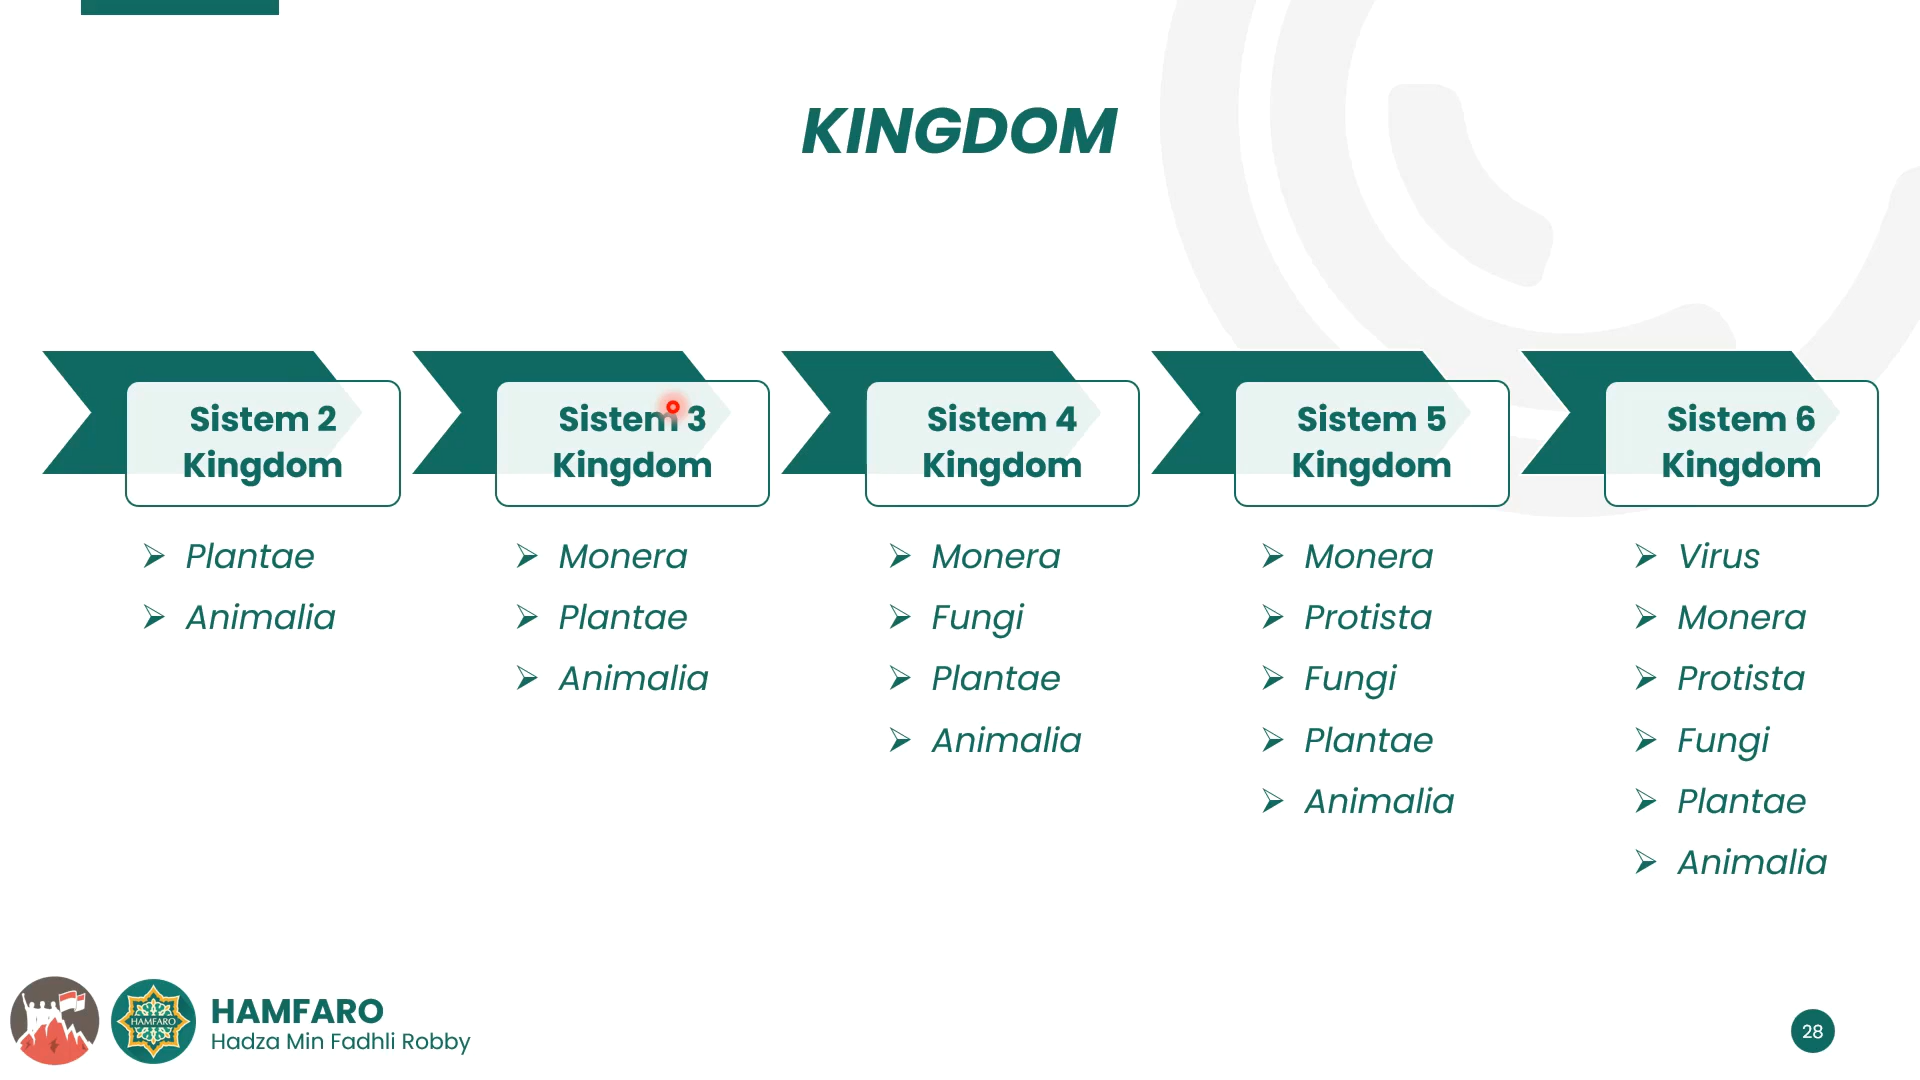 KINGDOM
Sistem 2
Kingdom
Plantae
Animalia
Sistem 3
Kingdom
Monera
Plantae
Animalia
Sistem 4
Kingdom
Monera
Fungi
Plantae
Animalia
Sistem 5
Kingdom
Monera
Protista
Fungi
Plantae
Animalia
Sistem 6
Kingdom
Virus
Monera
Protista
Fungi
Plantae
Animalia
HAMFARO
HAMFARO
Hadza Min Fadhli Robby
28